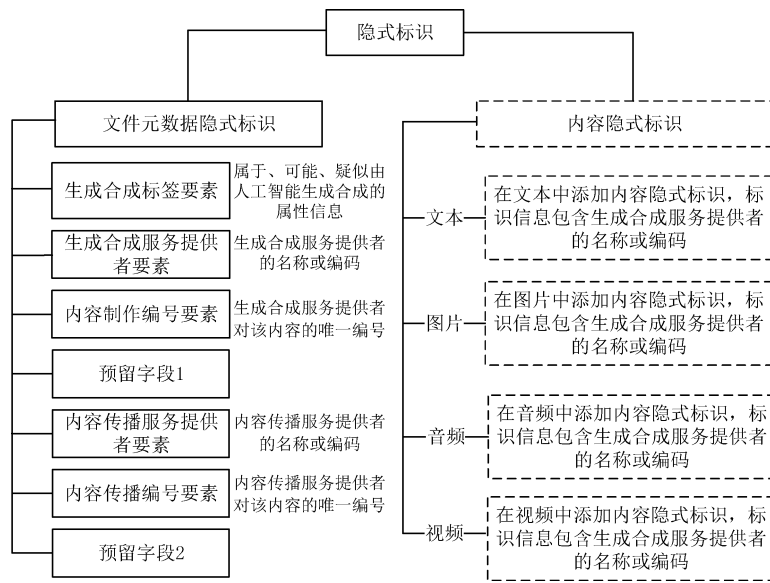 隐式标识
文件元数据隐式标识
生成合成标签要素
属于、可能、疑似由
人工智能生成合成的
属性信息
生成合成服务提供
者要素
生成合成服务提供者
的名称或编码
内容制作编号要素
生成合成服务提供者
对该内容的唯一编号
预留字段1
内容传播服务提供
者要素
内容传播服务提供者
的名称或编码
内容传播编号要素
内容传播服务提供者
对该内容的唯一编号
预留字段2
内容隐式标识
文本
在文本中添加内容隐式标识，标
识信息包含生成合成服务提供者
的名称或编码
图片
在图片中添加内容隐式标识，标
识信息包含生成合成服务提供者
的名称或编码
音频
在音频中添加内容隐式标识，标
识信息包含生成合成服务提供者
的名称或编码
视频
在视频中添加内容隐式标识，标
识信息包含生成合成服务提供者
的名称或编码